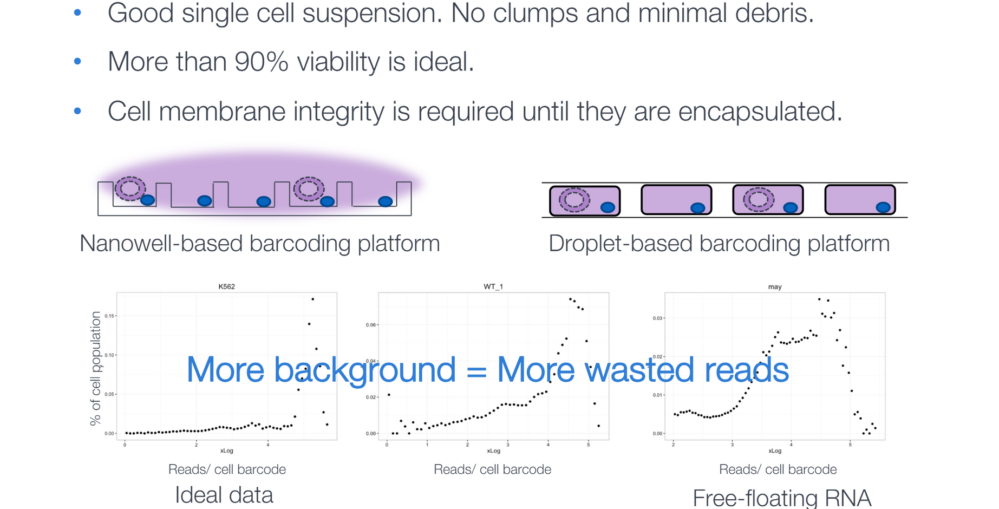 • Good single cell suspension. No clumps and minimal debris.
• More than 90% viability is ideal.
• Cell membrane integrity is required until they are encapsulated.
Nanowell-based barcoding platform
Droplet-based barcoding platform
K562
WT_1
may
% of cell population
0.15
0.10
0.05
0.00
0 2 4
xLog
0.06
0.04
0.02
0.00
0 1 2 3 4 5
xLog
0.03
0.02
0.01
0.00
2 3 4 5
xLog
More background = More wasted reads
Reads/ cell barcode
Reads/ cell barcode
Reads/ cell barcode
Ideal data
Free-floating RNA